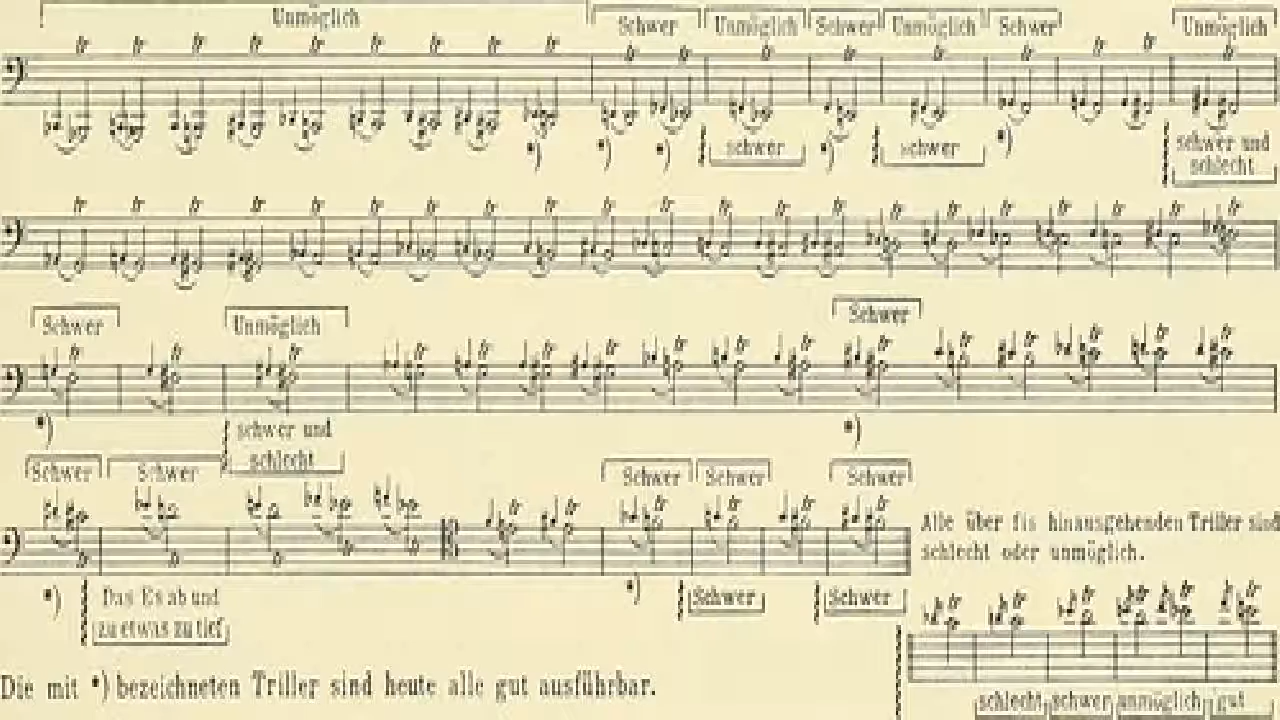 Unmöglich
Schwer Unmöglich Schwer Unmöglich Schwer Unmöglich
*) *) *) schwer *) schwer *) schwer und
schlecht
Schwer Unmöglich Schwer
*) schwer und *)
schlecht
Schwer Schwer Schwer Schwer Schwer
Alle über fis hinausgehenden Triller sind
schlecht oder unmöglich.
*) Das Es ab und *) Schwer Schwer
zu etwas zu tief
Die mit *) bezeichneten Triller sind heute alle gut ausführbar.
schlecht schwer unmöglich gut